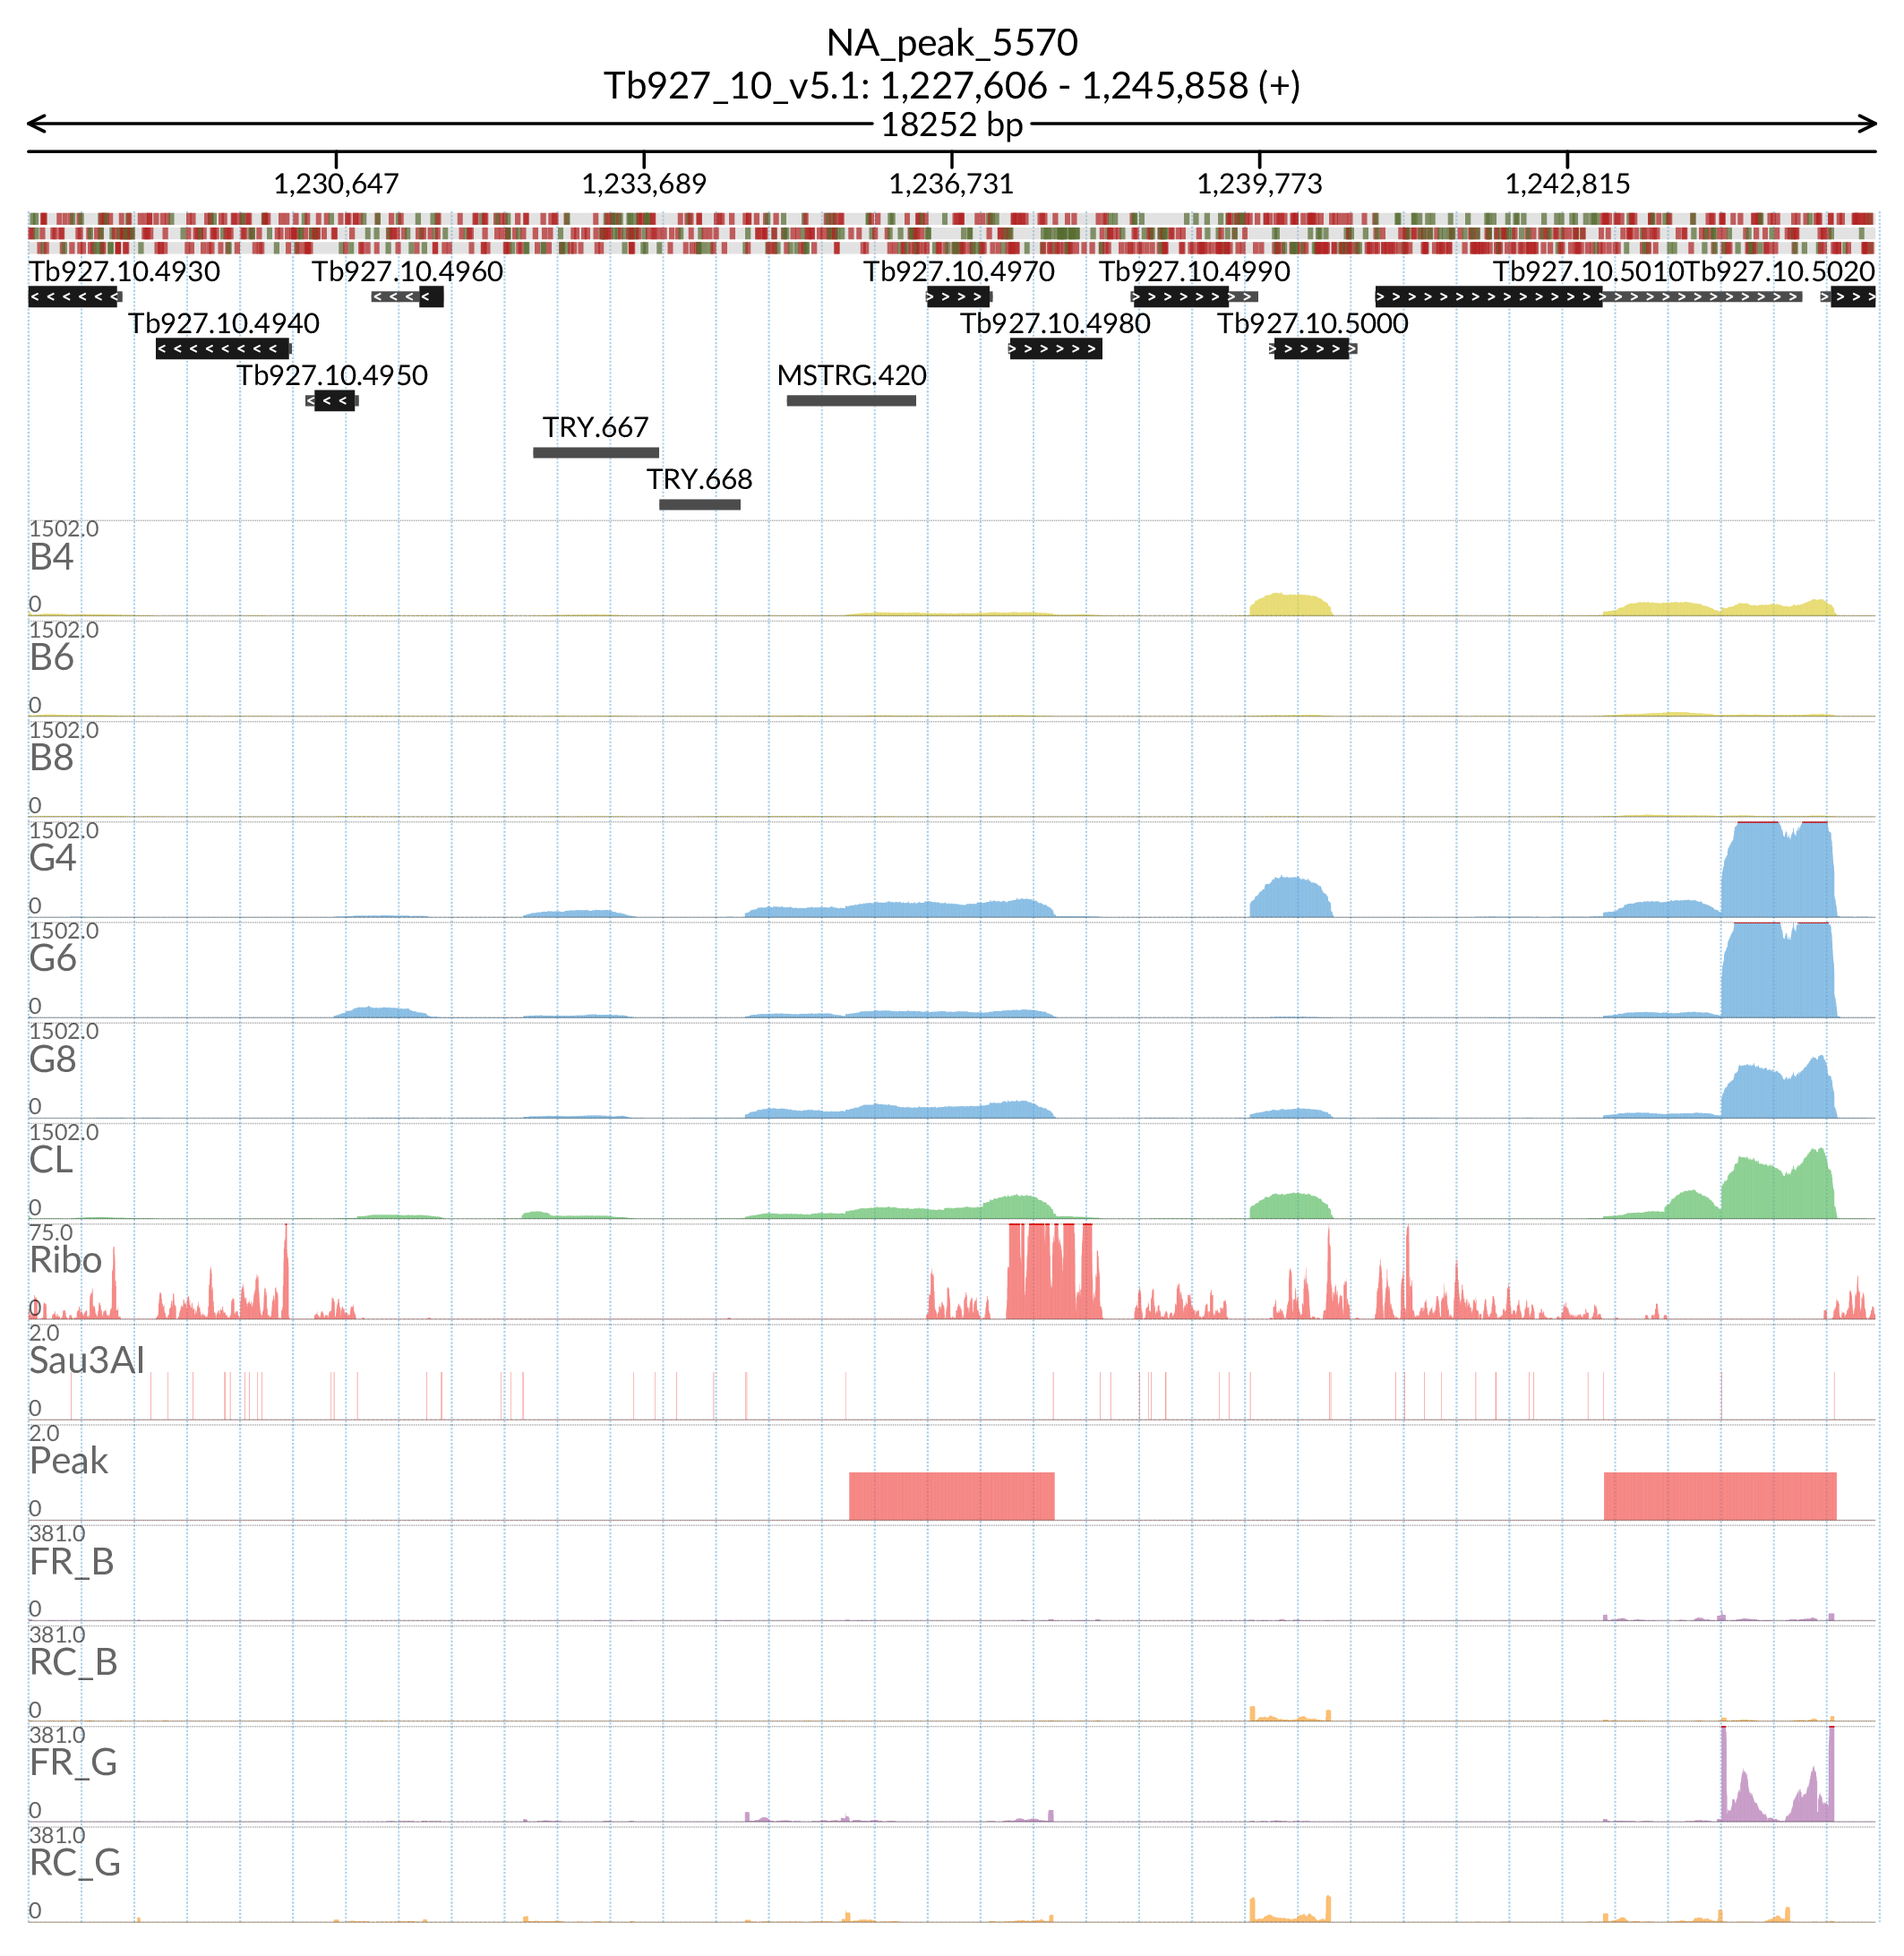 NA_peak_5570
Tb927_10_v5.1: 1,227,606 - 1,245,858 (+)
18252 bp
1,230,647 1,233,689 1,236,731 1,239,773 1,242,815
Tb927.10.4930 Tb927.10.4960 Tb927.10.4970 Tb927.10.4990 Tb927.10.5010 Tb927.10.5020
Tb927.10.4940 Tb927.10.4980 Tb927.10.5000
Tb927.10.4950 MSTRG.420
TRY.667
TRY.668
1502.0
B4
0
1502.0
B6
0
1502.0
B8
0
1502.0
G4
0
1502.0
G6
0
1502.0
G8
0
1502.0
CL
0
75.0
Ribo
0
2.0
Sau3AI
0
2.0
Peak
0
381.0
FR_B
0
381.0
RC_B
0
381.0
FR_G
0
381.0
RC_G
0